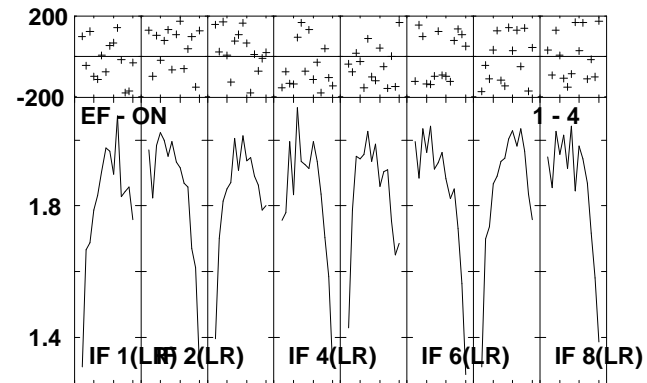 200
-200
EF - ON 1 - 4
1.8
1.4
IF 1(LR) IF 2(LR) IF 4(LR) IF 6(LR) IF 8(LR)